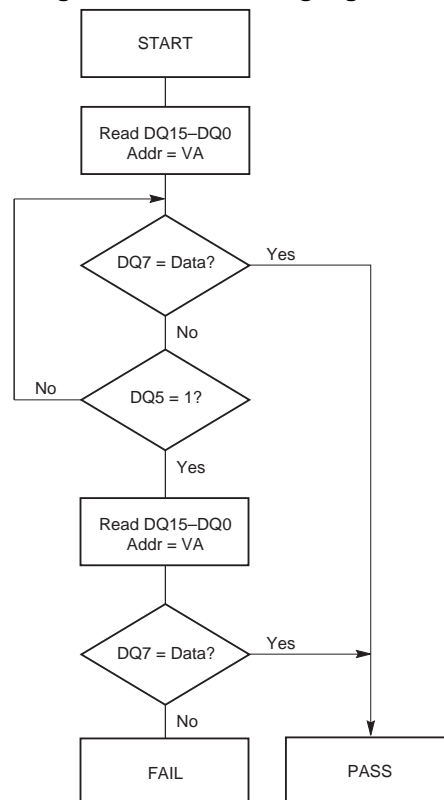 START
Read DQ15–DQ0
Addr = VA
DQ7 = Data?
Yes
No
No
DQ5 = 1?
Yes
Read DQ15–DQ0
Addr = VA
DQ7 = Data?
Yes
No
FAIL
PASS